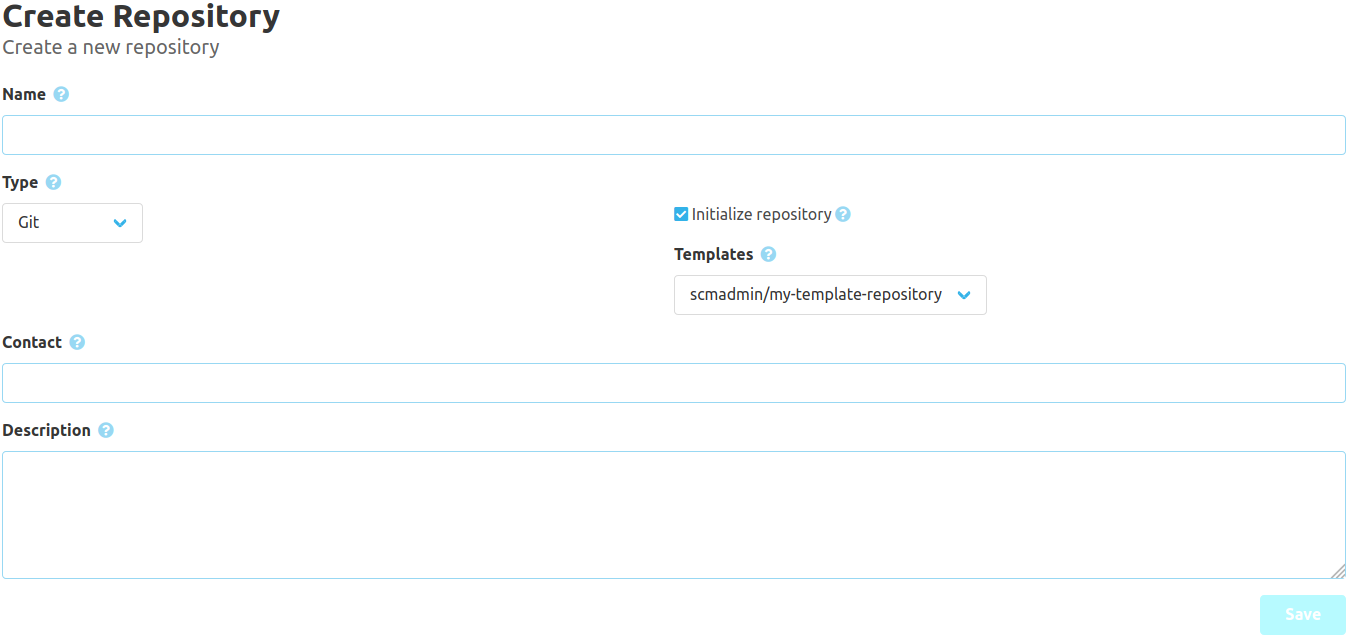 Create Repository
Create a new repository
Name
Type
Git
Initialize repository
Templates
scmadmin/my-template-repository
Contact
Description
Save